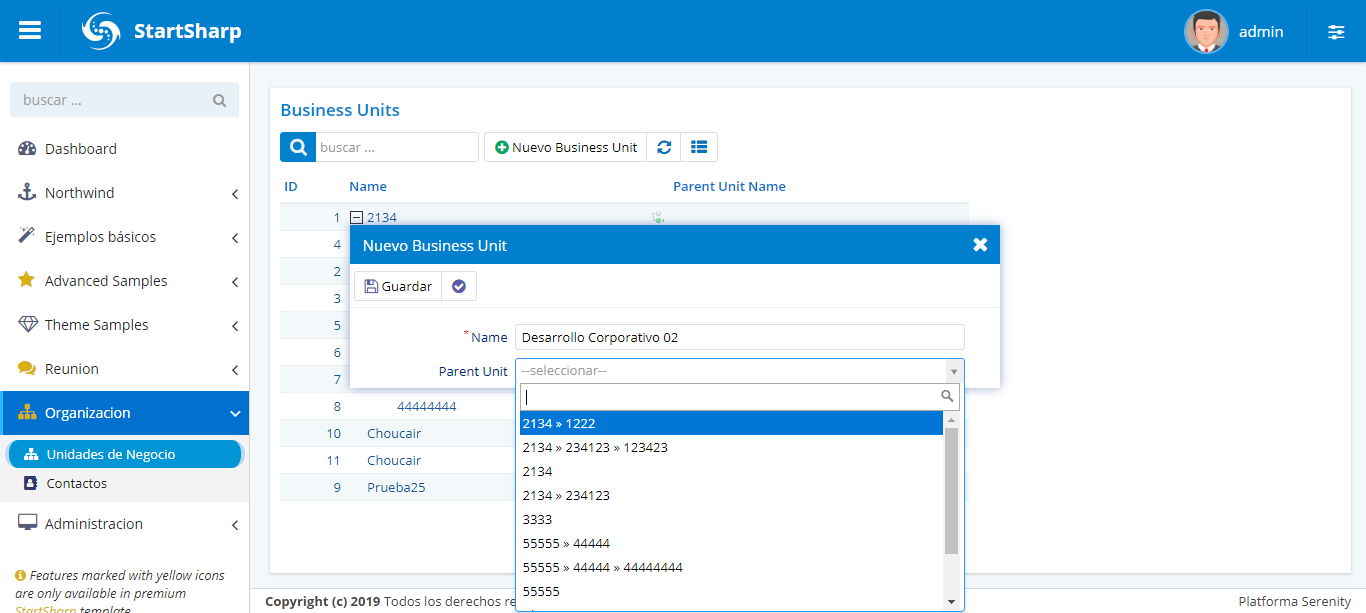 StartSharp
admin
buscar ...
Dashboard
Northwind
Ejemplos básicos
Advanced Samples
Theme Samples
Reunion
Organizacion
Unidades de Negocio
Contactos
Administracion
Features marked with yellow icons
are only available in premium
StartSharp template
Business Units
buscar ...
Nuevo Business Unit
ID Name Parent Unit Name
1 2134
4
2
3
5
6
7
8 44444444
10 Choucair
11 Choucair
9 Prueba25
Nuevo Business Unit
Guardar
*Name Desarrollo Corporativo 02
Parent Unit --seleccionar--
2134 » 1222
2134 » 234123 » 123423
2134
2134 » 234123
3333
55555 » 44444
55555 » 44444 » 44444444
55555
Copyright (c) 2019 Todos los derechos re
Platforma Serenity